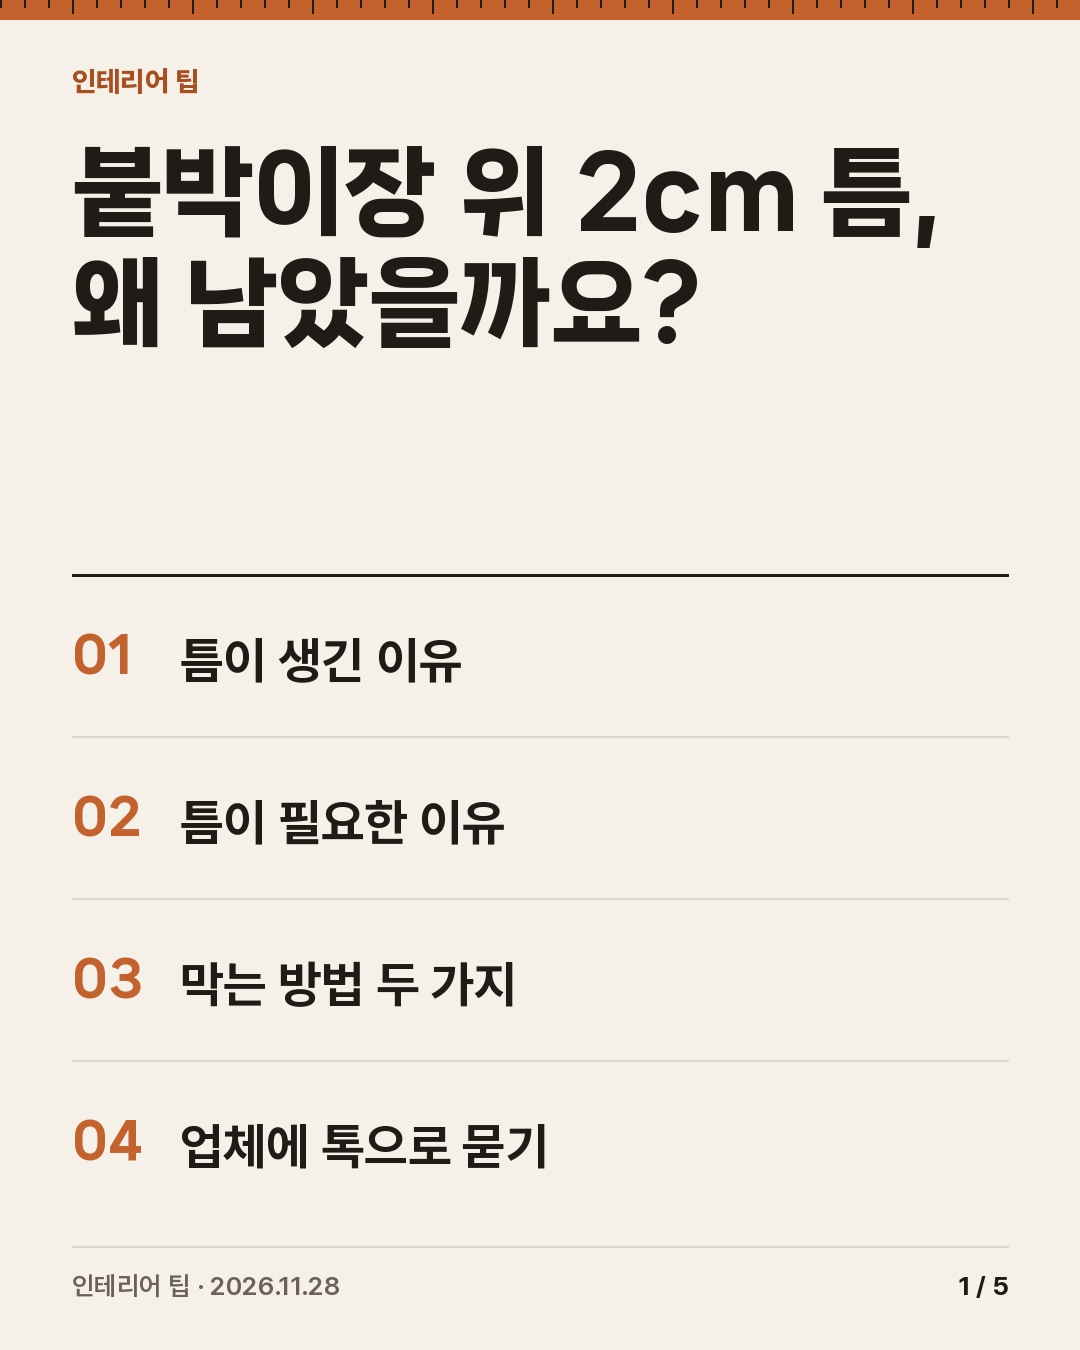 인테리어 팁
붙박이장 위 2cm 틈,
왜 남았을까요?
01 틈이 생긴 이유
02 틈이 필요한 이유
03 막는 방법 두 가지
04 업체에 톡으로 묻기
인테리어 팁 · 2026.11.28
1 / 5